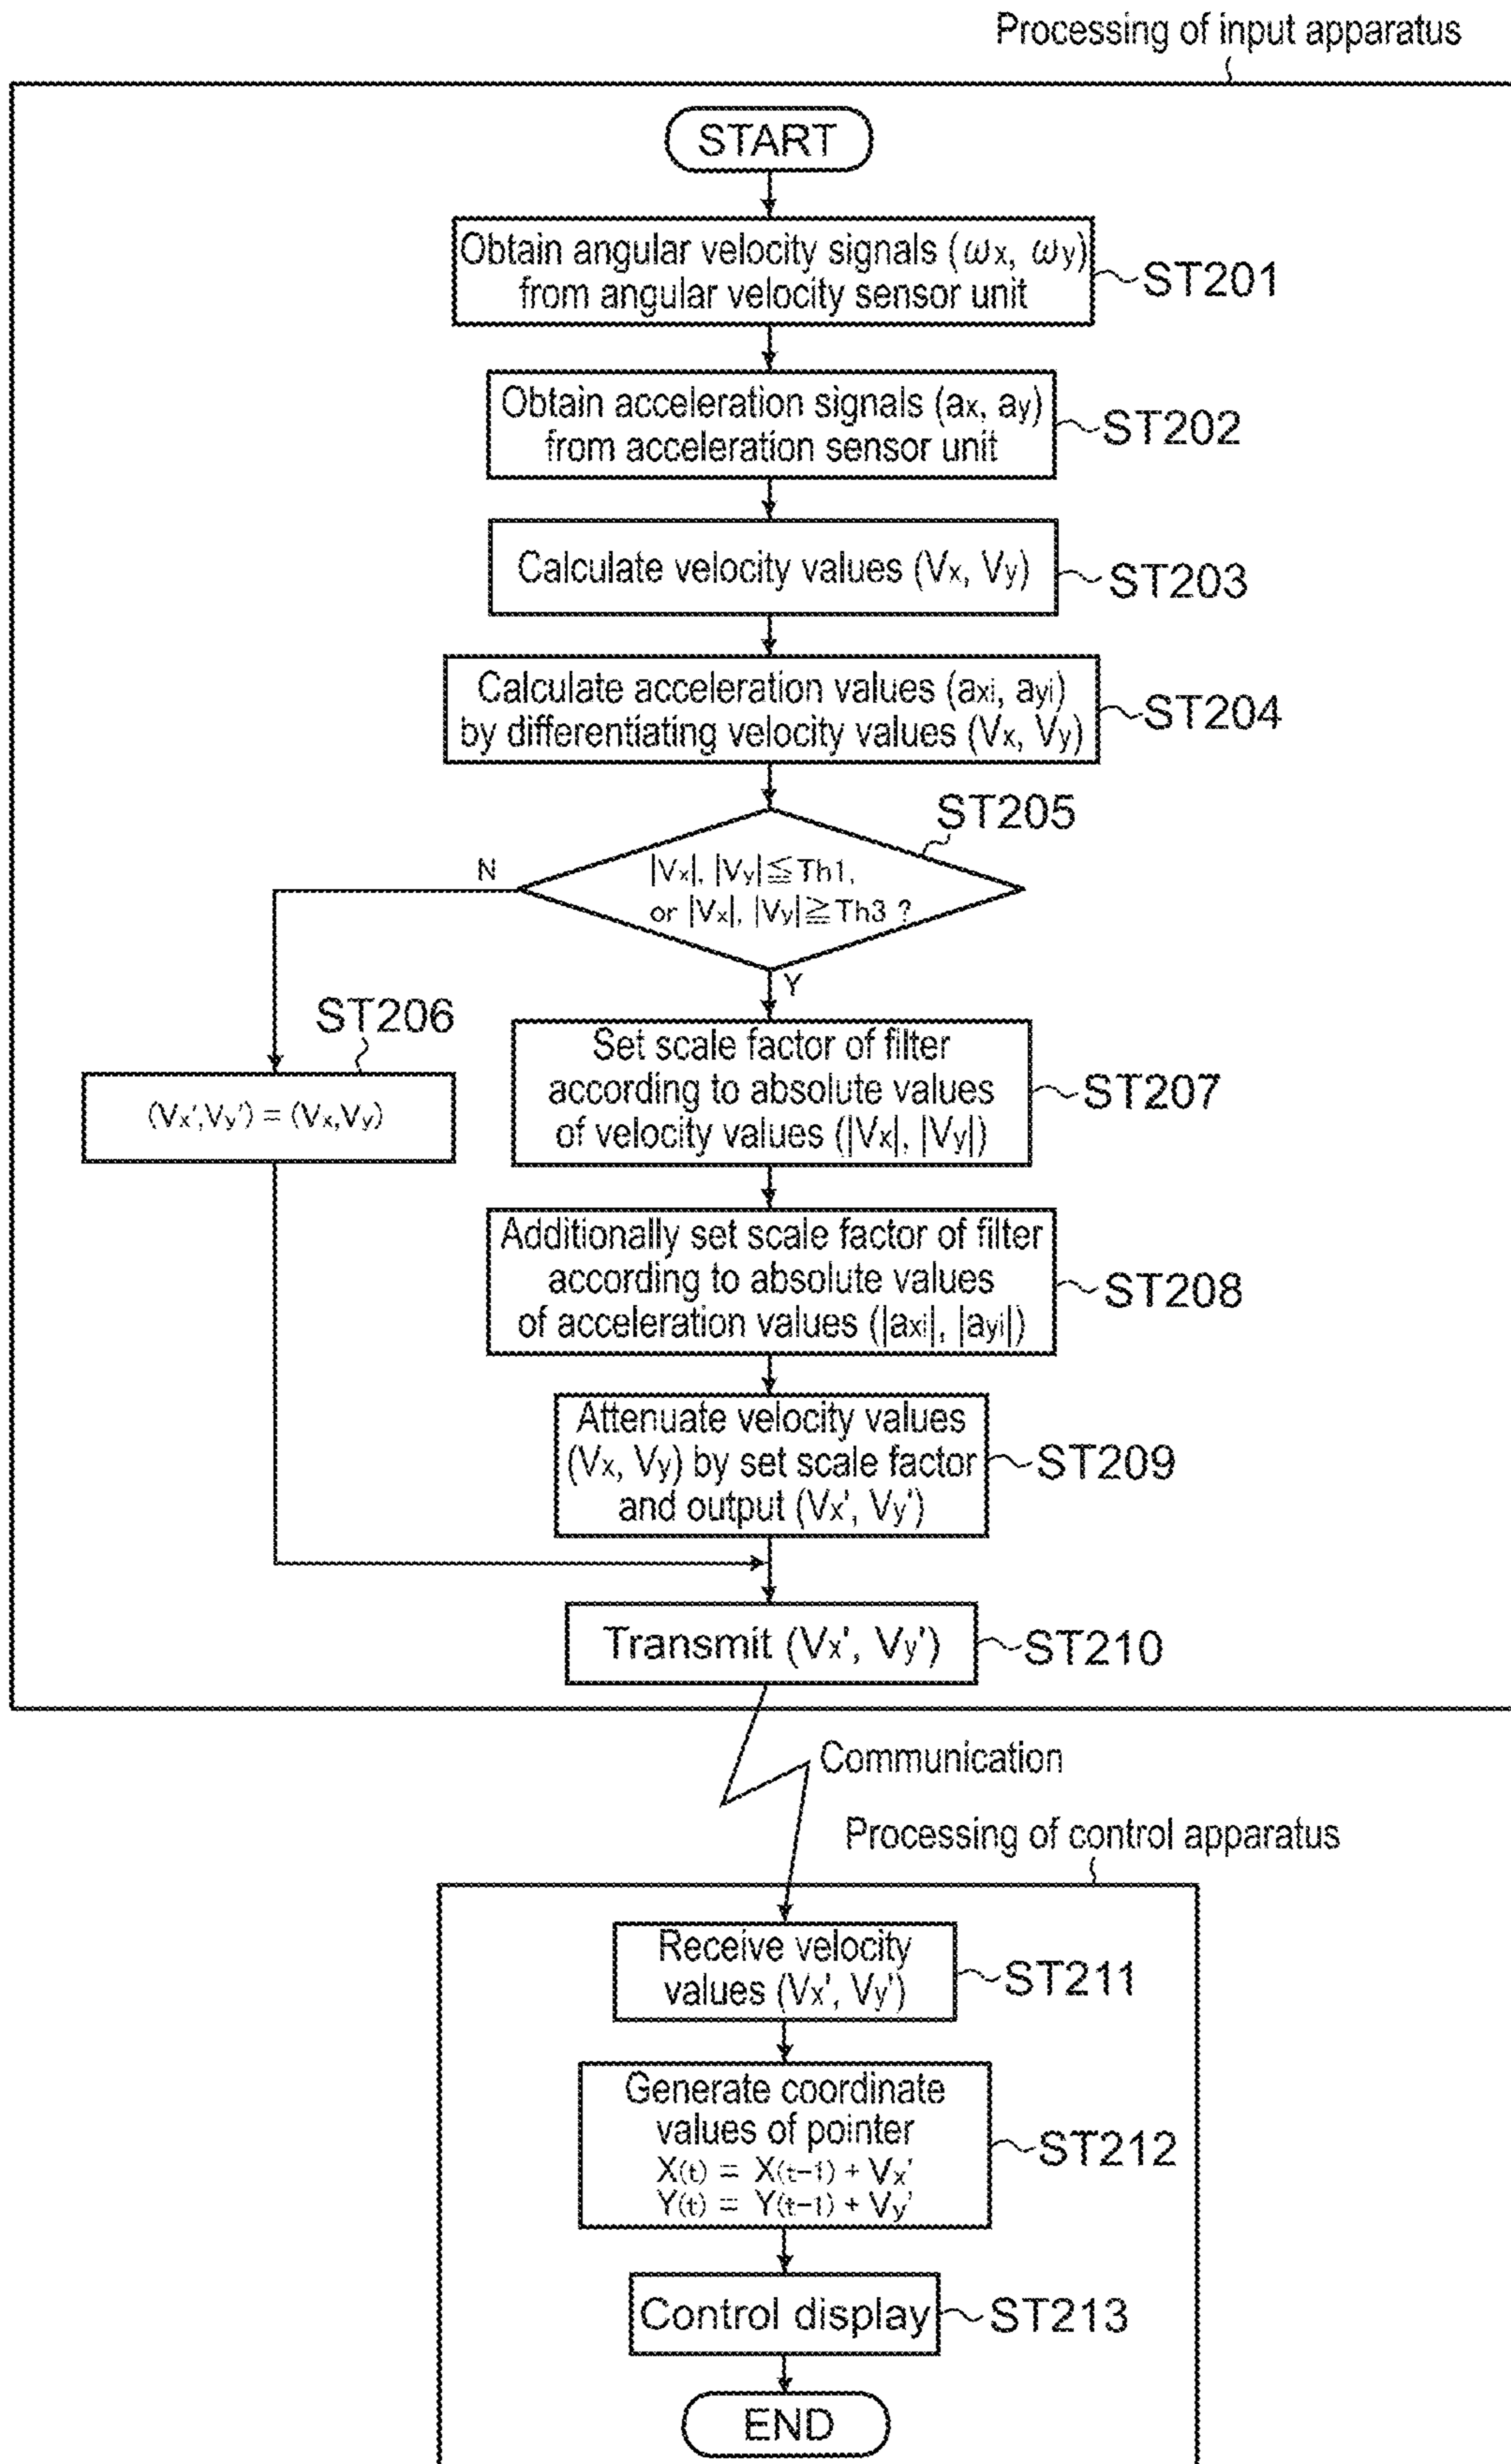 Processing of input apparatus
START
Obtain angular velocity signals (ωx, ωy)
from angular velocity sensor unit
ST201
Obtain acceleration signals (ax, ay)
from acceleration sensor unit
ST202
Calculate velocity values (Vx, Vy)
ST203
Calculate acceleration values (axi, ayi)
by differentiating velocity values (Vx, Vy)
ST204
ST205
|Vx|, |Vy|≦Th1,
or |Vx|, |Vy|≧Th3 ?
N
Y
ST206
(Vx',Vy') = (Vx,Vy)
Set scale factor of filter
according to absolute values
of velocity values (|Vx|, |Vy|)
ST207
Additionally set scale factor of filter
according to absolute values
of acceleration values (|axi|, |ayi|)
ST208
Attenuate velocity values
(Vx, Vy) by set scale factor
and output (Vx', Vy')
ST209
Transmit (Vx', Vy')
ST210
Communication
Processing of control apparatus
Receive velocity
values (Vx', Vy')
ST211
Generate coordinate
values of pointer
X(t) = X(t-1) + Vx'
Y(t) = Y(t-1) + Vy'
ST212
Control display
ST213
END